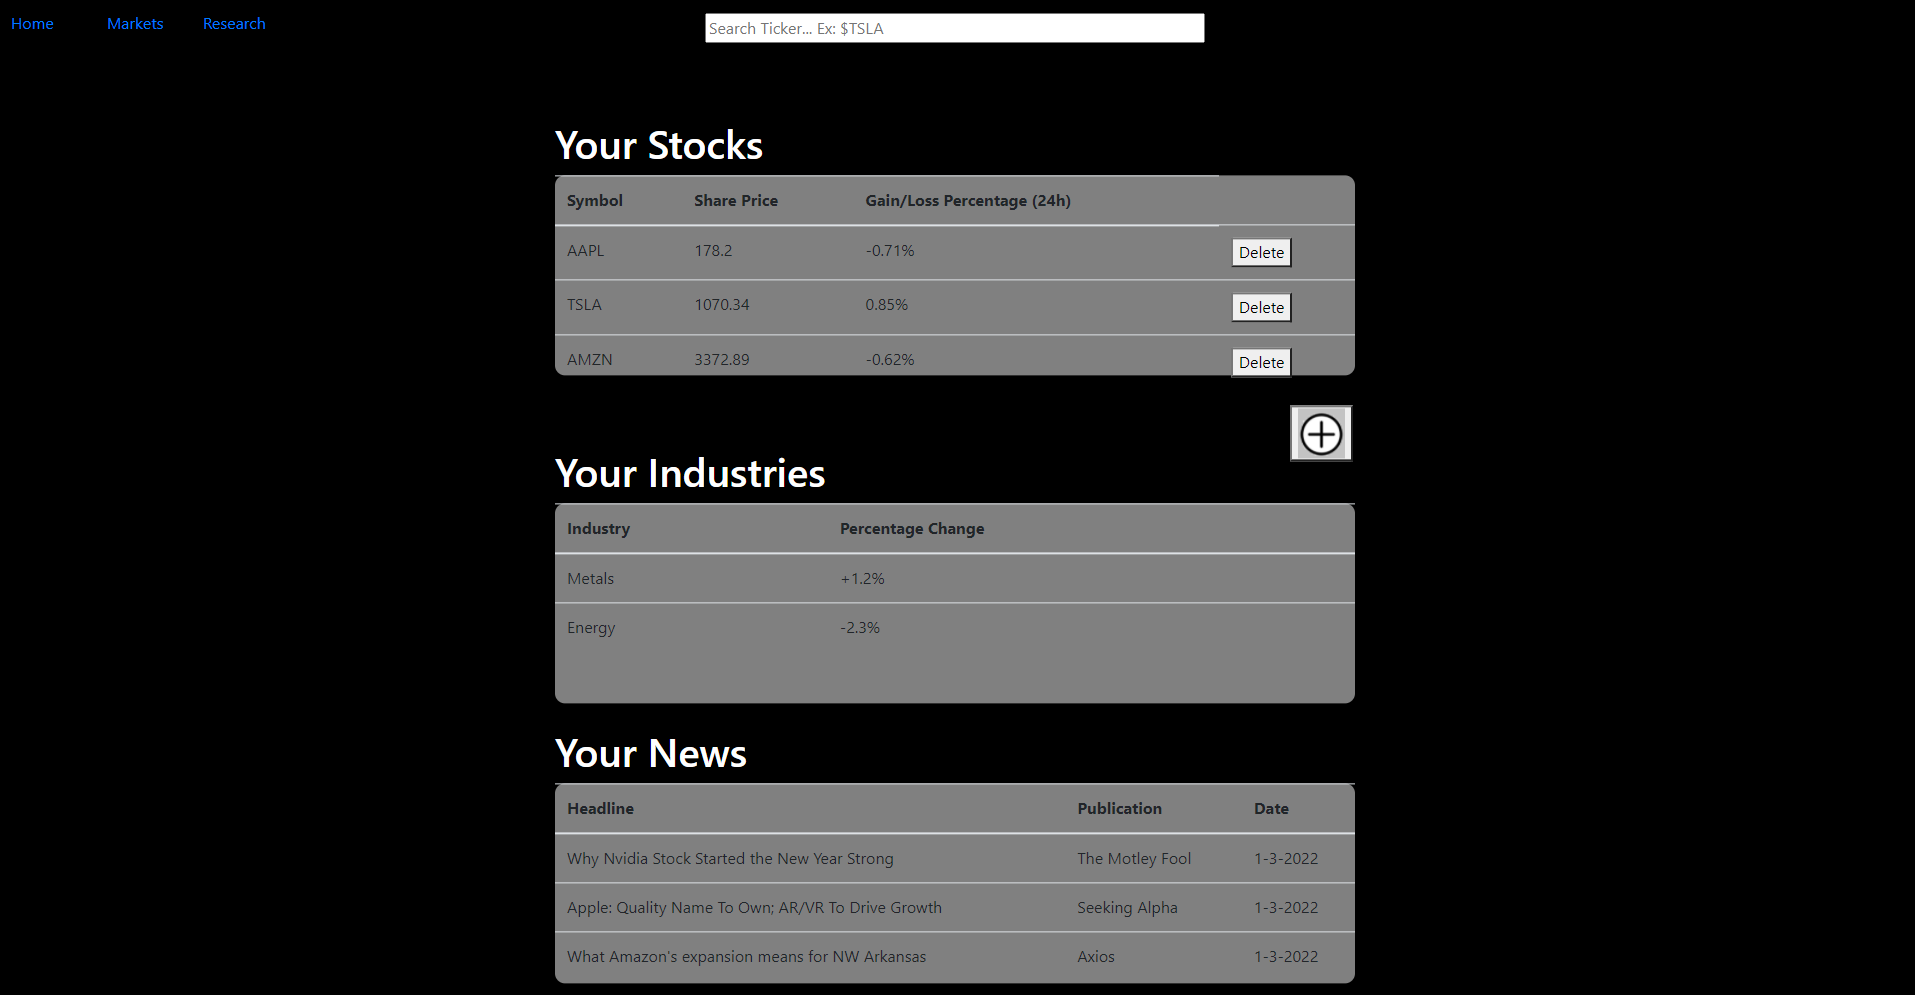 Home Markets Research Search Ticker... Ex: $TSLA
Your Stocks
Symbol Share Price Gain/Loss Percentage (24h)
AAPL 178.2 -0.71% Delete
TSLA 1070.34 0.85% Delete
AMZN 3372.89 -0.62% Delete
Your Industries
Industry Percentage Change
Metals +1.2%
Energy -2.3%
Your News
Headline Publication Date
Why Nvidia Stock Started the New Year Strong The Motley Fool 1-3-2022
Apple: Quality Name To Own; AR/VR To Drive Growth Seeking Alpha 1-3-2022
What Amazon's expansion means for NW Arkansas Axios 1-3-2022